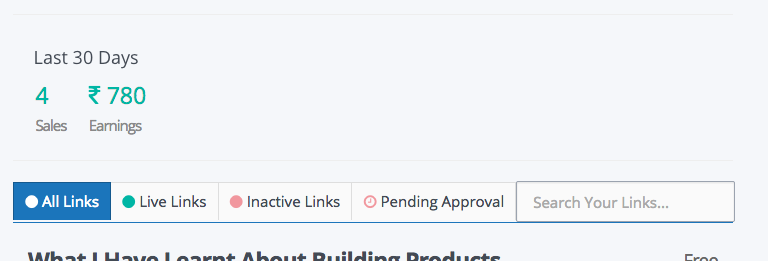 Last 30 Days
4 ₹ 780
Sales Earnings
All Links Live Links Inactive Links Pending Approval Search Your Links...
What I Have Learnt About Building Products Free